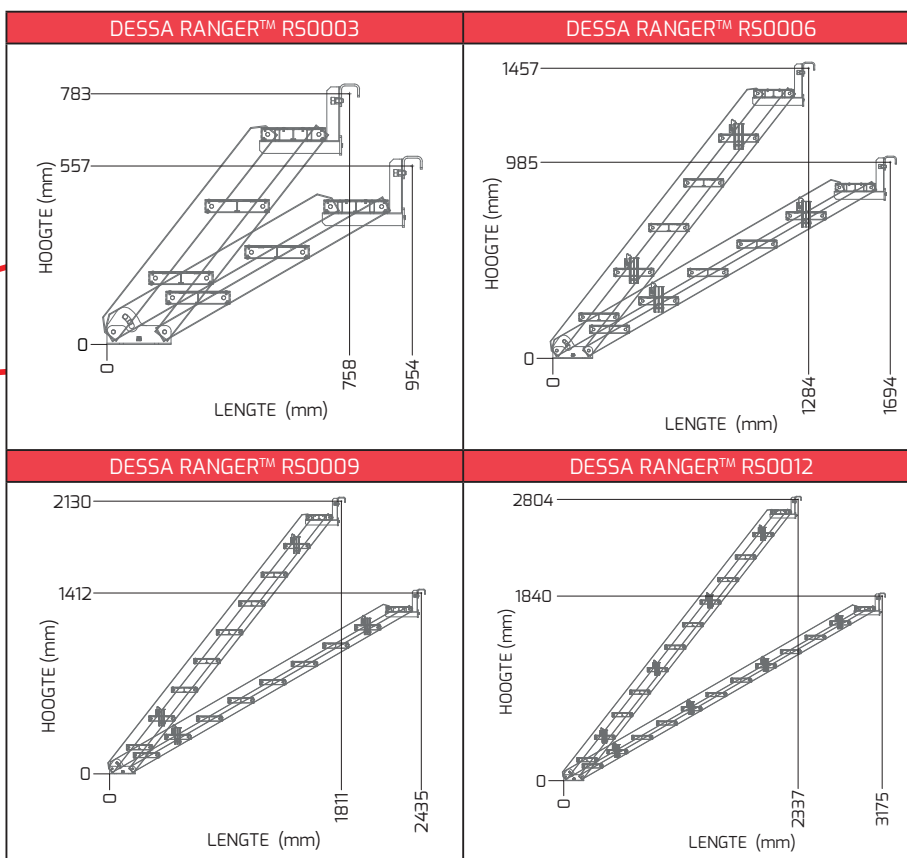 DESSA RANGER™ RS0003
783
557
HOOGTE (mm)
0
0
758
954
LENGTE (mm)
DESSA RANGER™ RS0006
1457
985
HOOGTE (mm)
0
0
1284
1694
LENGTE (mm)
DESSA RANGER™ RS0009
2130
1412
HOOGTE (mm)
0
0
1811
2435
LENGTE (mm)
DESSA RANGER™ RS0012
2804
1840
HOOGTE (mm)
0
0
2337
3175
LENGTE (mm)